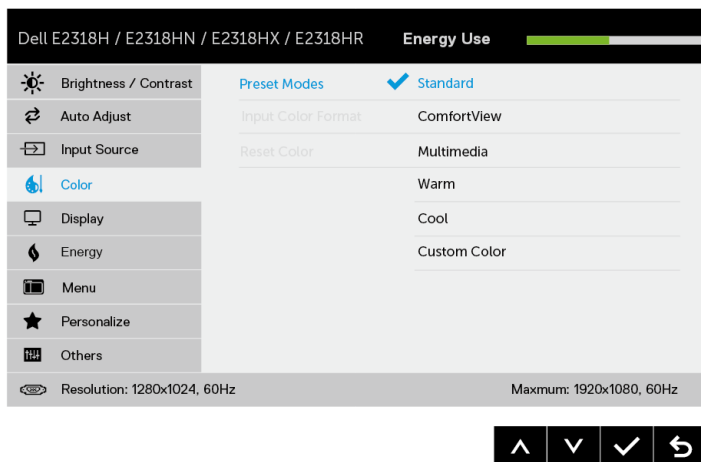 Dell E2318H / E2318HN / E2318HX / E2318HR Energy Use
Brightness / Contrast Preset Modes Standard
Auto Adjust Input Color Format ComfortView
Input Source Reset Color Multimedia
Color Warm
Display Cool
Energy Custom Color
Menu
Personalize
Others
Resolution: 1280x1024, 60Hz Maxmum: 1920x1080, 60Hz